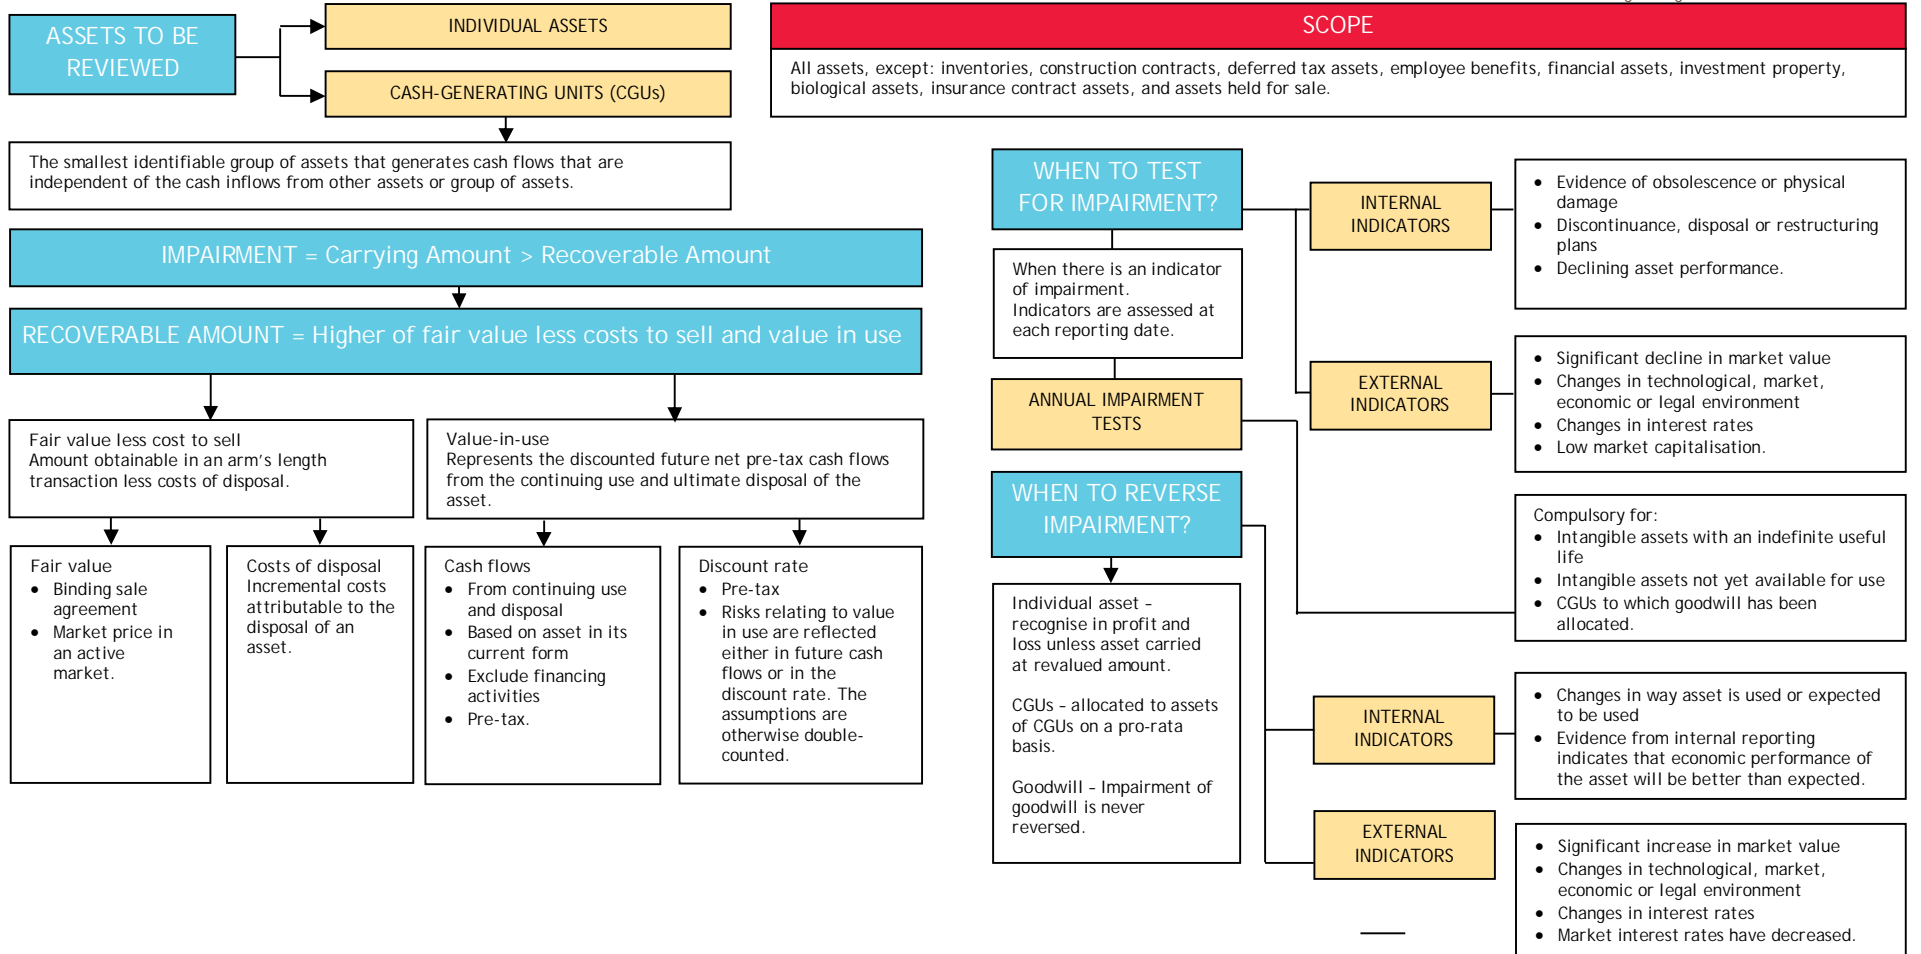 ASSETS TO BE
REVIEWED
INDIVIDUAL ASSETS
CASH-GENERATING UNITS (CGUs)
The smallest identifiable group of assets that generates cash flows that are
independent of the cash inflows from other assets or group of assets.
SCOPE
All assets, except: inventories, construction contracts, deferred tax assets, employee benefits, financial assets, investment property,
biological assets, insurance contract assets, and assets held for sale.
IMPAIRMENT = Carrying Amount > Recoverable Amount
RECOVERABLE AMOUNT = Higher of fair value less costs to sell and value in use
Fair value less cost to sell
Amount obtainable in an arm's length
transaction less costs of disposal.
Value-in-use
Represents the discounted future net pre-tax cash flows
from the continuing use and ultimate disposal of the
asset.
Fair value
• Binding sale
agreement
• Market price in
an active
market.
Costs of disposal
Incremental costs
attributable to the
disposal of an
asset.
Cash flows
• From continuing use
and disposal
• Based on asset in its
current form
• Exclude financing
activities
• Pre-tax.
Discount rate
• Pre-tax
• Risks relating to value
in use are reflected
either in future cash
flows or in the
discount rate. The
assumptions are
otherwise double-
counted.
WHEN TO TEST
FOR IMPAIRMENT?
When there is an indicator
of impairment.
Indicators are assessed at
each reporting date.
INTERNAL
INDICATORS
• Evidence of obsolescence or physical
damage
• Discontinuance, disposal or restructuring
plans
• Declining asset performance.
EXTERNAL
INDICATORS
• Significant decline in market value
• Changes in technological, market,
economic or legal environment
• Changes in interest rates
• Low market capitalisation.
ANNUAL IMPAIRMENT
TESTS
Compulsory for:
• Intangible assets with an indefinite useful
life
• Intangible assets not yet available for use
• CGUs to which goodwill has been
allocated.
WHEN TO REVERSE
IMPAIRMENT?
Individual asset –
recognise in profit and
loss unless asset carried
at revalued amount.
CGUs – allocated to assets
of CGUs on a pro-rata
basis.
Goodwill – Impairment of
goodwill is never
reversed.
INTERNAL
INDICATORS
• Changes in way asset is used or expected
to be used
• Evidence from internal reporting
indicates that economic performance of
the asset will be better than expected.
EXTERNAL
INDICATORS
• Significant increase in market value
• Changes in technological, market,
economic or legal environment
• Changes in interest rates
• Market interest rates have decreased.